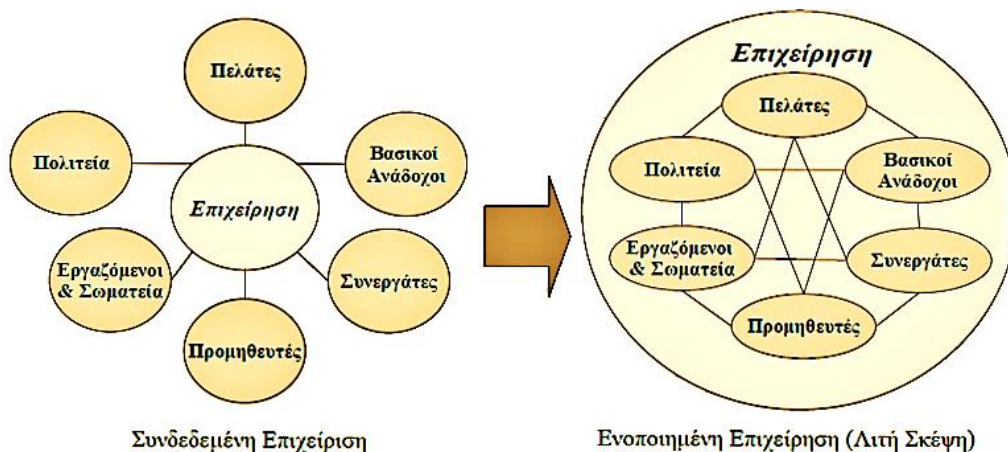 Πελάτες
Πολιτεία
Βασικοί
Ανάδοχοι
Επιχείρηση
Εργαζόμενοι
& Σωματεία
Συνεργάτες
Προμηθευτές
Συνδεδεμένη Επιχείριση
Επιχείρηση
Πελάτες
Πολιτεία
Βασικοί
Ανάδοχοι
Εργαζόμενοι
& Σωματεία
Συνεργάτες
Προμηθευτές
Ενοποιημένη Επιχείρηση (Λιτή Σκέψη)